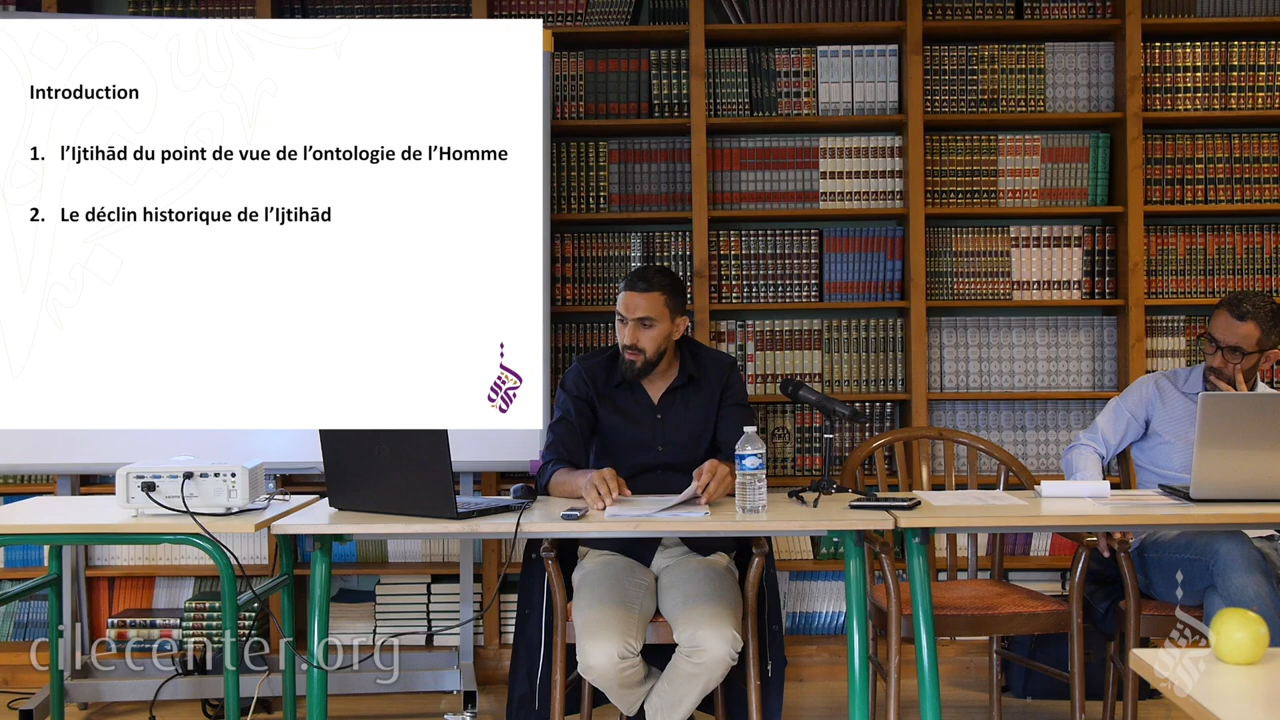 Introduction
1. l’Ijtihād du point de vue de l’ontologie de l’Homme
2. Le déclin historique de l’Ijtihād
cilecenter.org